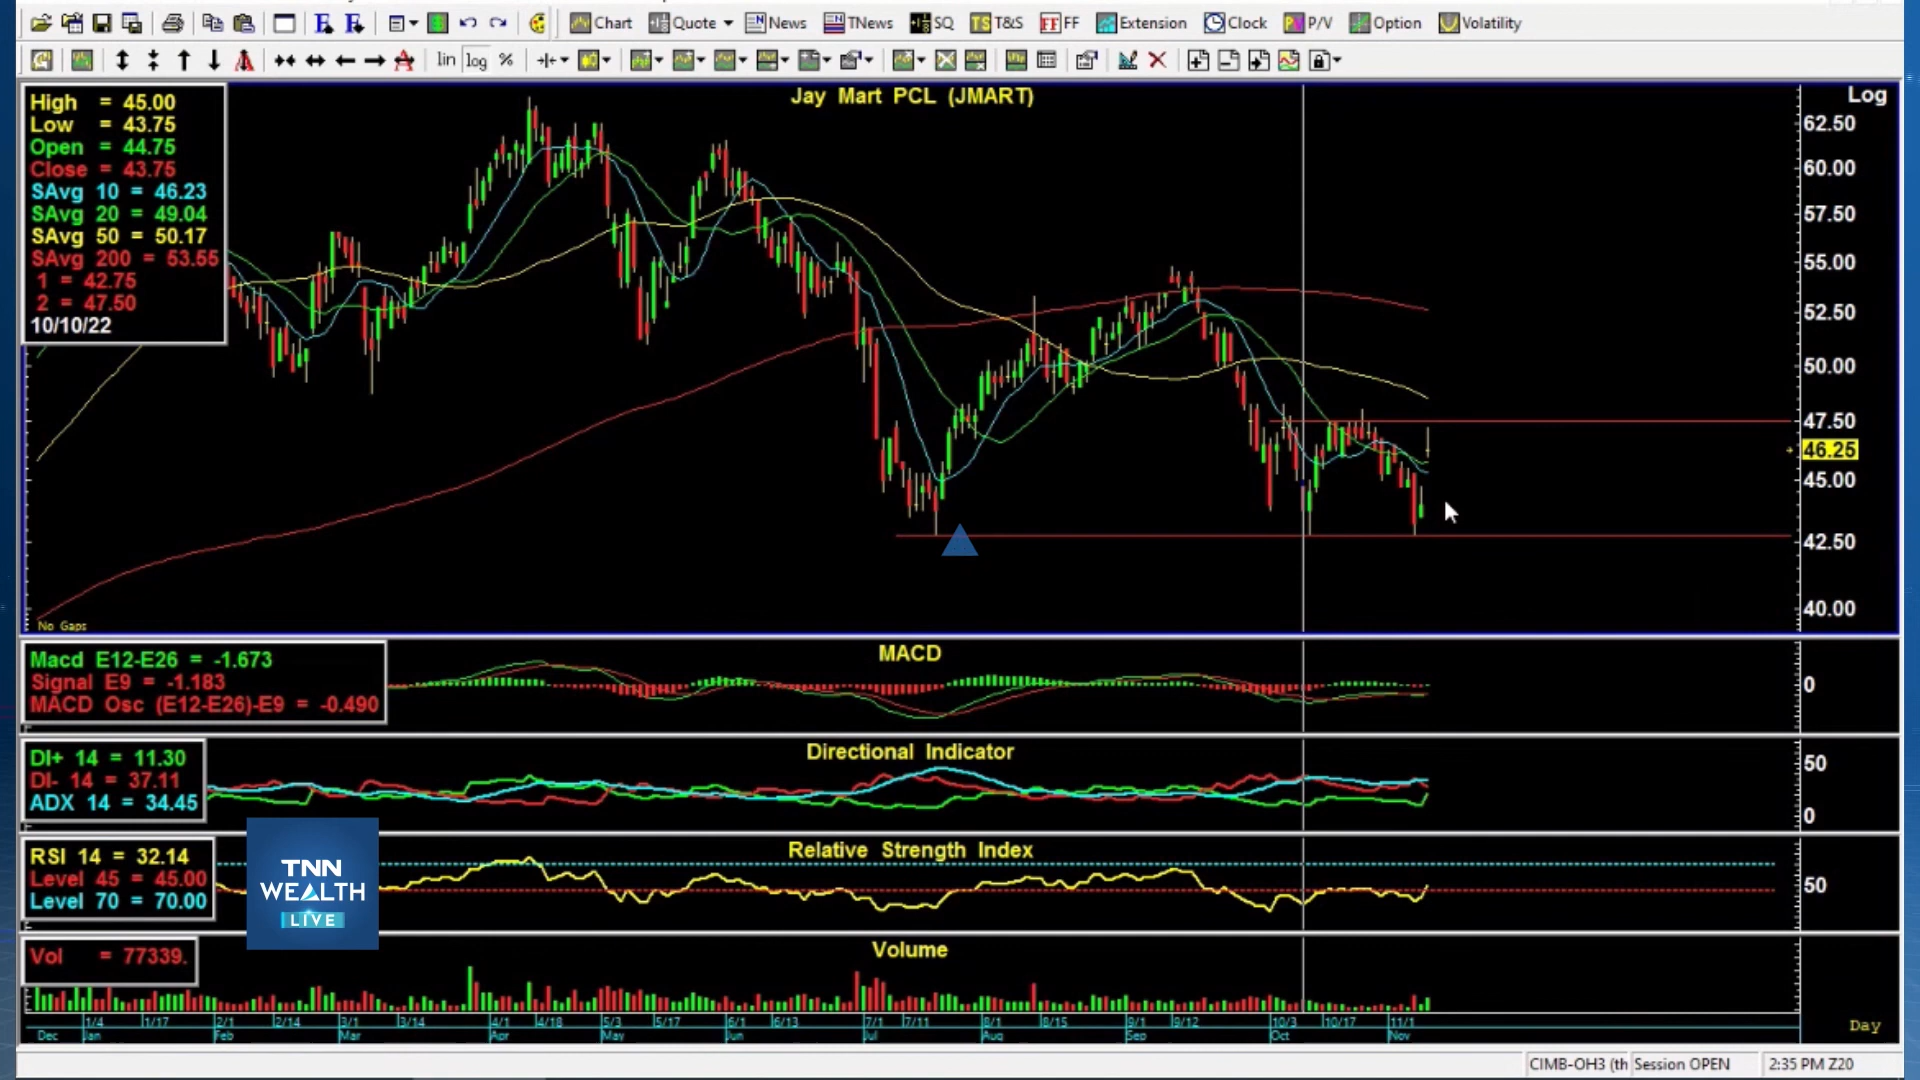 Chart Quote News TNews SQ TS T&S FF FF Extension Clock P/V Option Volatility
lin log %
Jay Mart PCL (JMART)
Log
High = 45.00
Low = 43.75
Open = 44.75
Close = 43.75
SAvg 10 = 46.23
SAvg 20 = 49.04
SAvg 50 = 50.17
SAvg 200 = 53.55
1 = 42.75
2 = 47.50
10/10/22
62.50
60.00
57.50
55.00
52.50
50.00
47.50
46.25
45.00
42.50
40.00
No Gaps
MACD
Macd E12-E26 = -1.673
Signal E9 = -1.183
MACD Osc (E12-E26)-E9 = -0.490
0
Directional Indicator
DI+ 14 = 11.30
DI- 14 = 37.11
ADX 14 = 34.45
50
0
Relative Strength Index
RSI 14 = 32.14
Level 45 = 45.00
Level 70 = 70.00
50
TNN
WEALTH
LIVE
Volume
Vol = 77339.
1/4 1/17 2/1 2/14 3/1 3/14 4/1 4/18 5/3 5/17 6/1 6/13 7/1 7/11 8/1 8/15 9/1 9/12 10/3 10/17 11/1
Dec Jan Feb Mar Apr May Jun Jul Aug Sep Oct Nov
Day
CIMB-OH3 (th Session OPEN 2:35 PM Z20